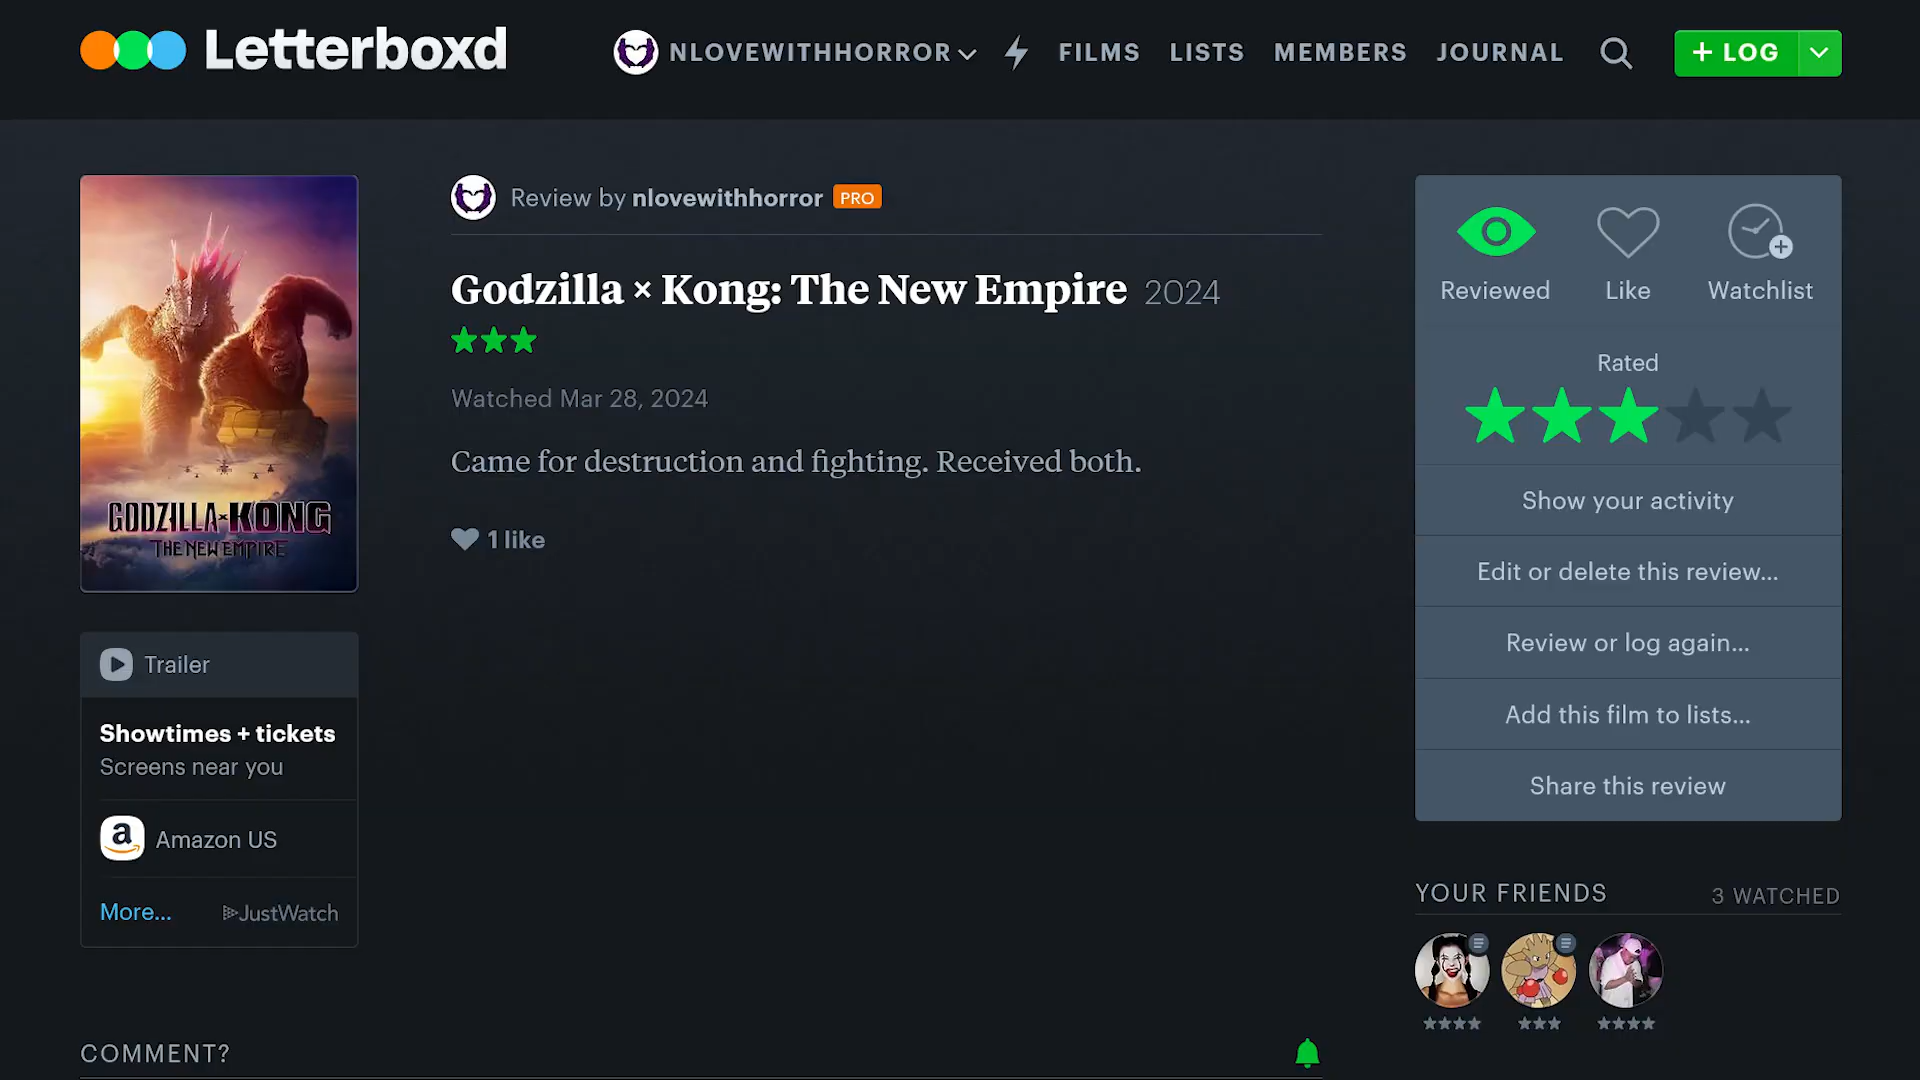 Letterboxd
NLOVEWITHHORROR
FILMS
LISTS
MEMBERS
JOURNAL
+ LOG
GODZILLA × KONG
THE NEW EMPIRE
Trailer
Showtimes + tickets
Screens near you
a
Amazon US
More...
JustWatch
Review by nlovewithhorror PRO
Godzilla × Kong: The New Empire 2024
★★★
Watched Mar 28, 2024
Came for destruction and fighting. Received both.
1 like
COMMENT?
Reviewed
Like
Watchlist
Rated
★★★★★
Show your activity
Edit or delete this review...
Review or log again...
Add this film to lists...
Share this review
YOUR FRIENDS
3 WATCHED
★★★★
★★★
★★★★